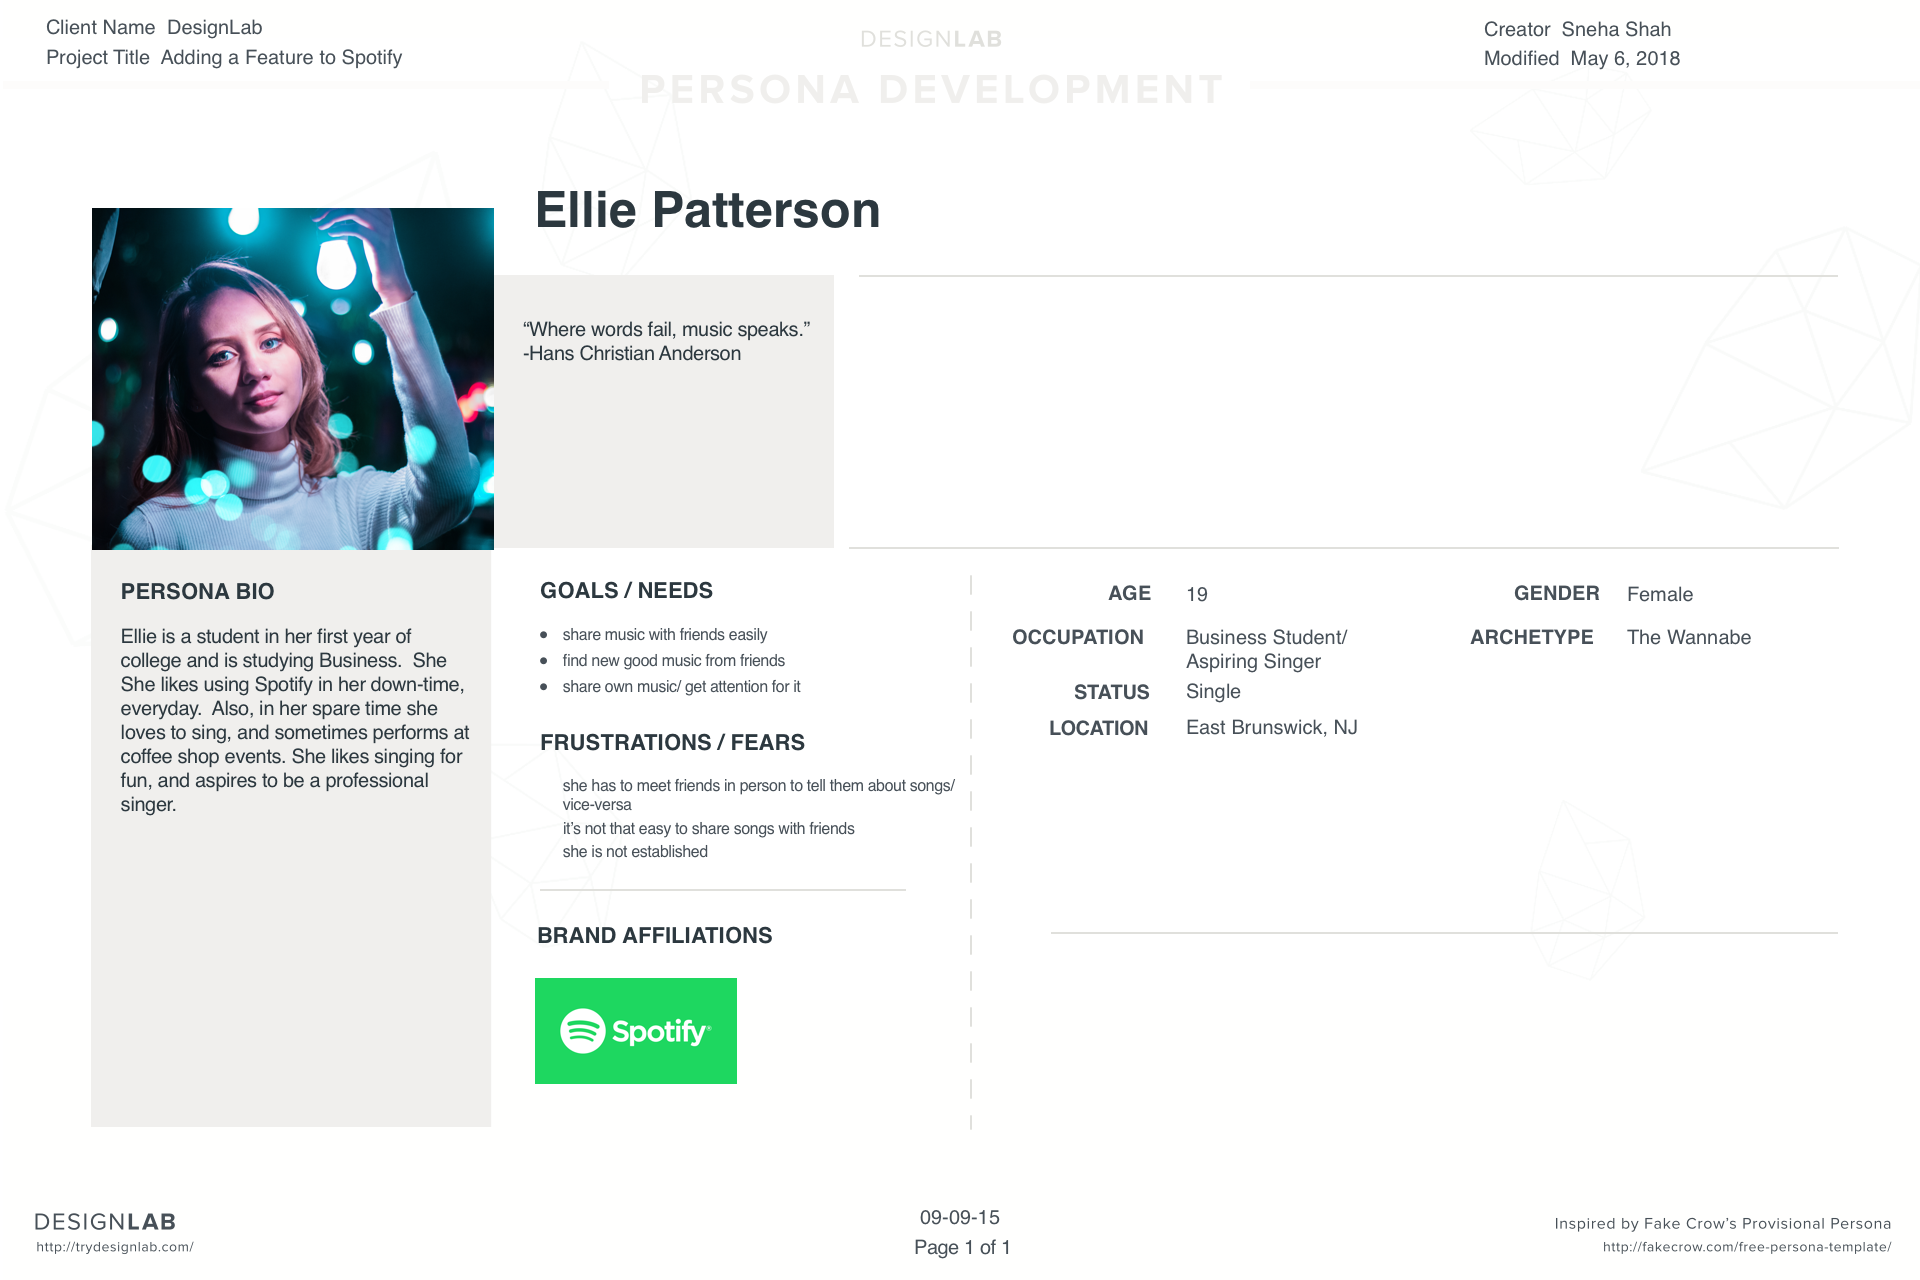 Client Name  DesignLab
Project Title  Adding a Feature to Spotify
DESIGNLAB
PERSONA DEVELOPMENT
Creator  Sneha Shah
Modified  May 6, 2018
Ellie Patterson
“Where words fail, music speaks.”
-Hans Christian Anderson
PERSONA BIO
Ellie is a student in her first year of
college and is studying Business.  She
She likes using Spotify in her down-time,
everyday.  Also, in her spare time she
loves to sing, and sometimes performs at
coffee shop events. She likes singing for
fun, and aspires to be a professional
singer.
GOALS / NEEDS
• share music with friends easily
• find new good music from friends
• share own music/ get attention for it
FRUSTRATIONS / FEARS
she has to meet friends in person to tell them about songs/
vice-versa
it’s not that easy to share songs with friends
she is not established
BRAND AFFILIATIONS
Spotify®
AGE 19
OCCUPATION Business Student/
Aspiring Singer
STATUS Single
LOCATION East Brunswick, NJ
GENDER Female
ARCHETYPE The Wannabe
DESIGNLAB
http://trydesignlab.com/
09-09-15
Page 1 of 1
Inspired by Fake Crow’s Provisional Persona
http://fakecrow.com/free-persona-template/